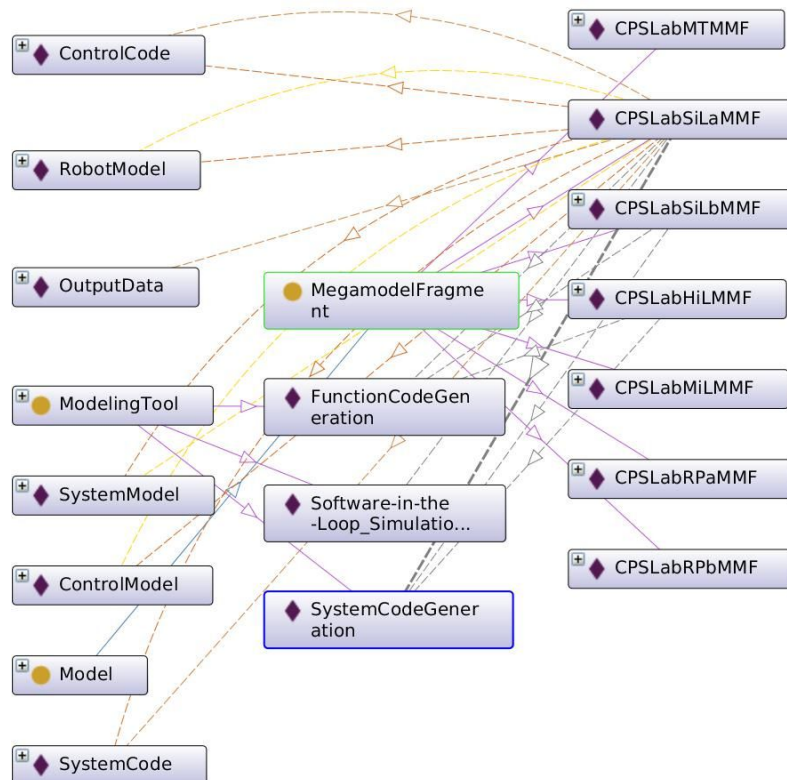 ControlCode
RobotModel
OutputData
ModelingTool
SystemModel
ControlModel
Model
SystemCode
MegamodelFragme
nt
FunctionCodeGen
eration
Software-in-the
-Loop_Simulatio...
SystemCodeGener
ation
CPSLabMTMMF
CPSLabSiLaMMF
CPSLabSiLbMMF
CPSLabHiLMMF
CPSLabMiLMMF
CPSLabRPaMMF
CPSLabRPbMMF